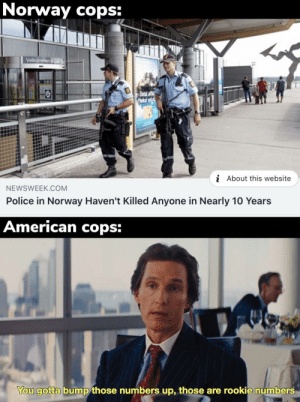 Norway cops:
i About this website
NEWSWEEK.COM
Police in Norway Haven't Killed Anyone in Nearly 10 Years
American cops:
You gotta bump those numbers up, those are rookie numbers